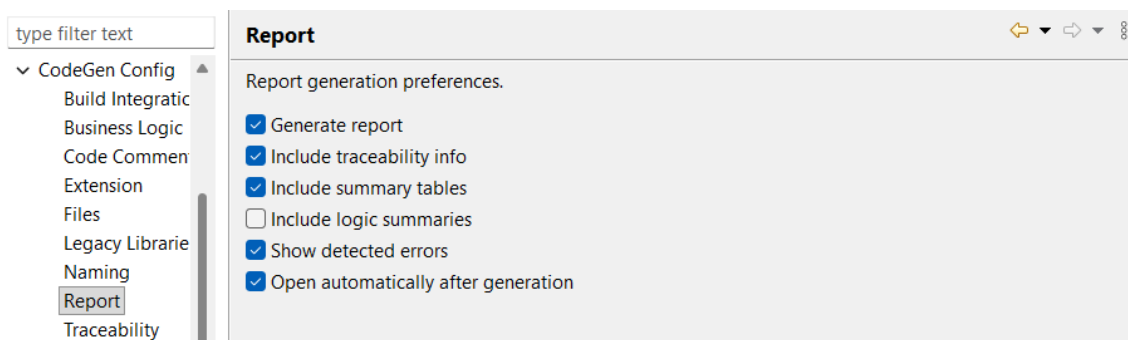 type filter text
CodeGen Config
Build Integratic
Business Logic
Code Commen
Extension
Files
Legacy Librarie
Naming
Report
Traceability
Report
Report generation preferences.
Generate report
Include traceability info
Include summary tables
Include logic summaries
Show detected errors
Open automatically after generation